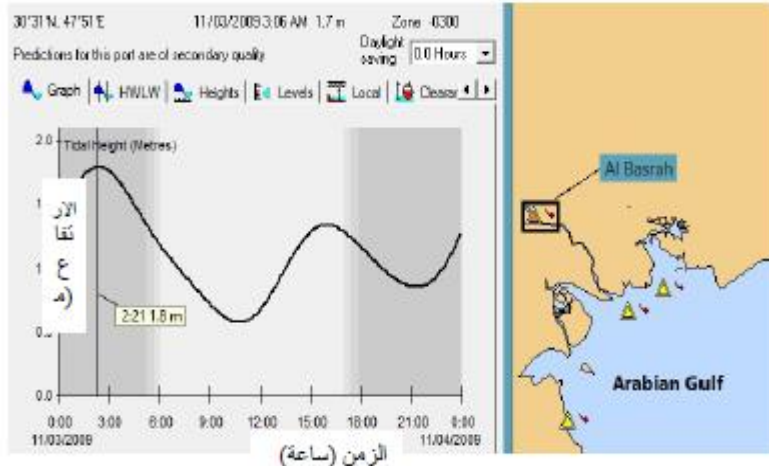 30°31'N, 47°51'E 11/03/2009 3:06 AM 1.7 m Zone -0300
Predictions for this port are of secondary quality
Daylight saving 0.0 Hours
Graph HWLW Heights Levels Local
2.0 Tidal Height (Metres)
الار
تفا
ع
(م
1
0.0
2:21 1.8 m
0:00 3:00 6:00 9:00 12:00 15:00 18:00 21:00 0:00
11/03/2009 11/04/2009
الزمن (ساعة)
Al Basrah
Arabian Gulf